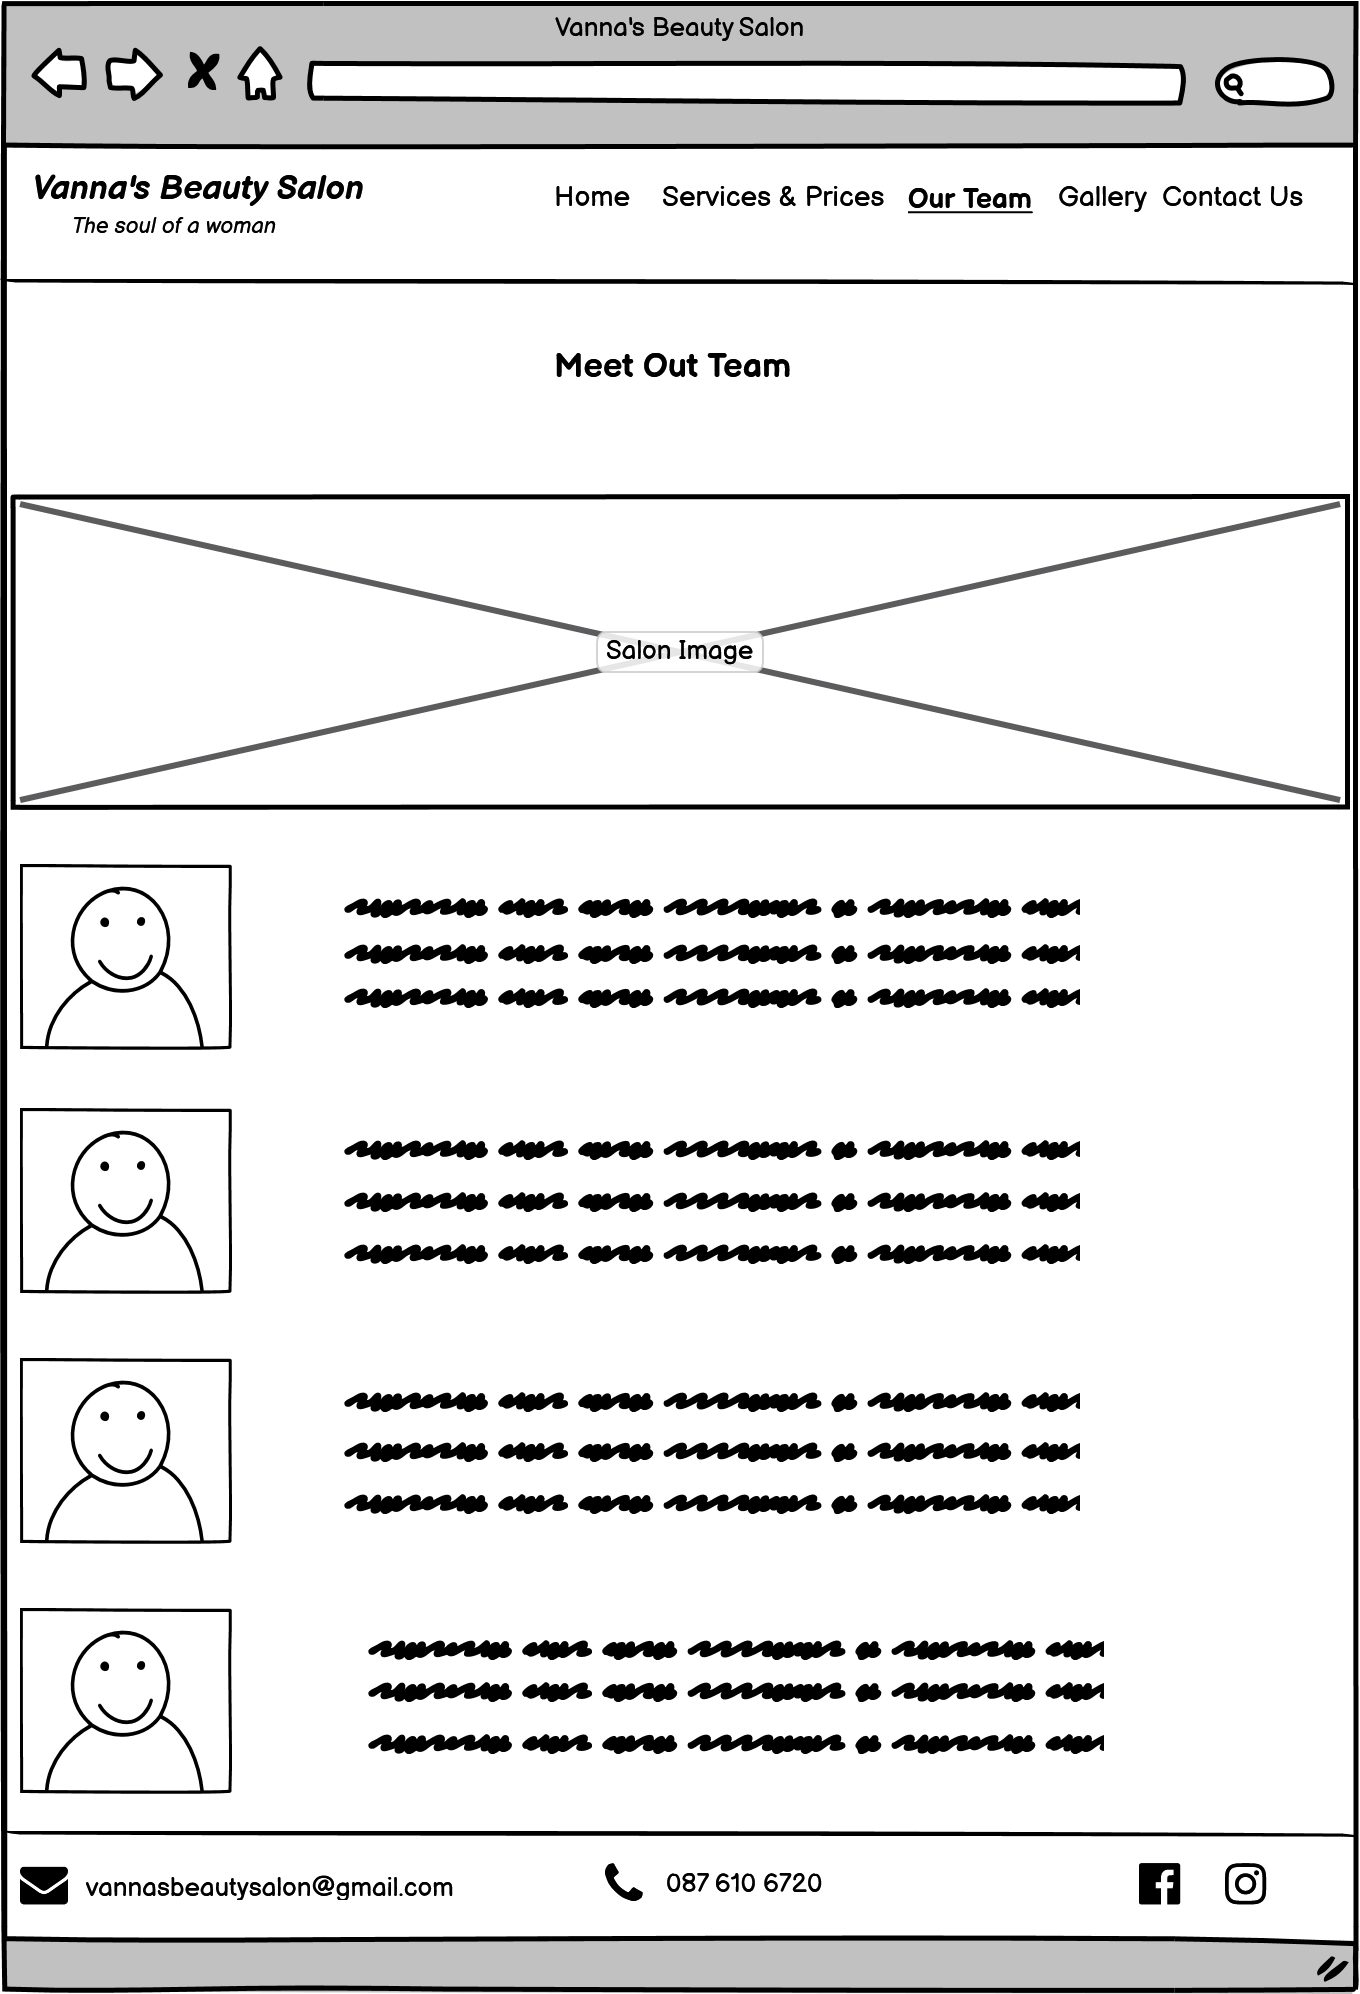 Vanna's Beauty Salon
Vanna's Beauty Salon
The soul of a woman
Home Services & Prices Our Team Gallery Contact Us
Meet Out Team
Salon Image
vannasbeautysalon@gmail.com 087 610 6720